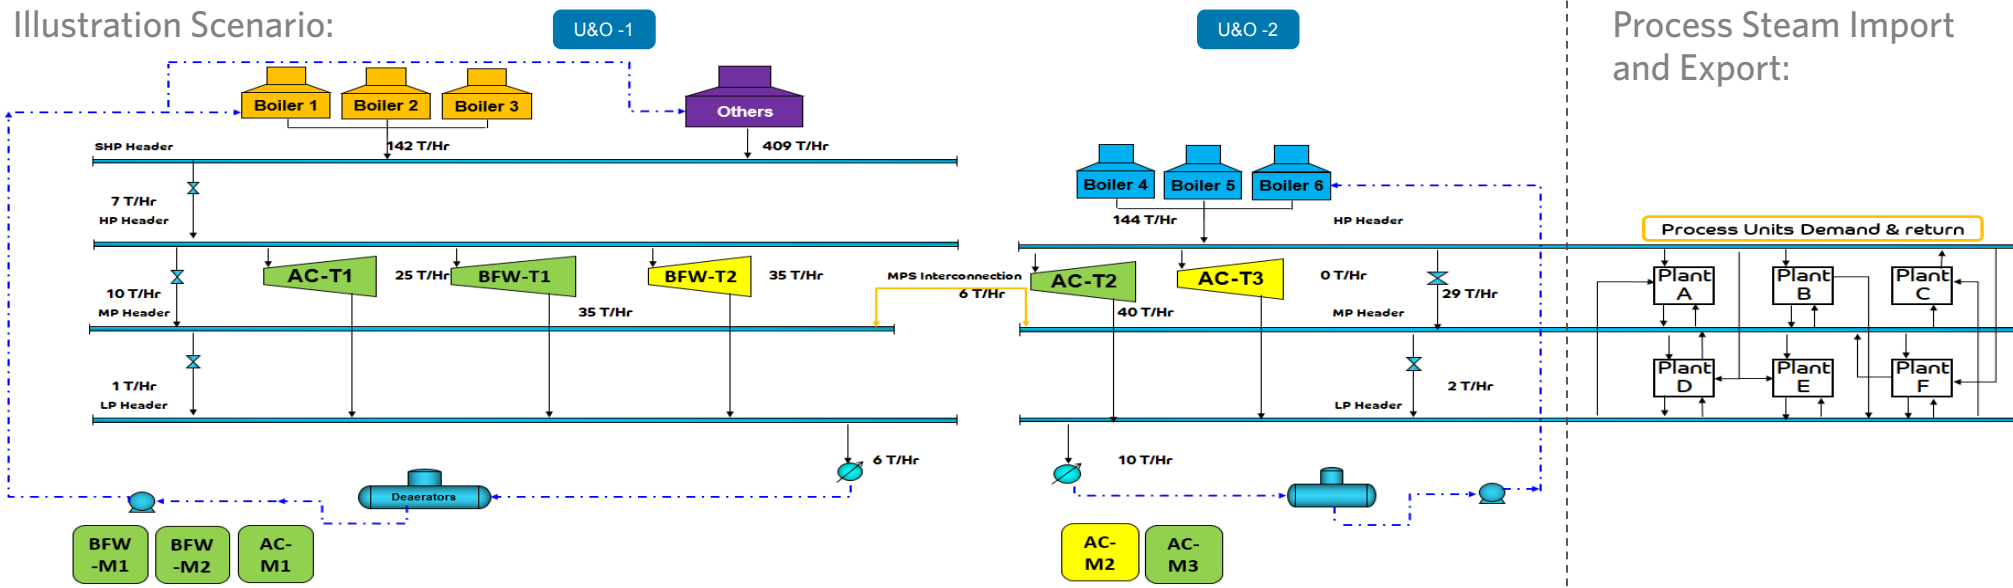 Illustration Scenario:
U&O -1
U&O -2
Process Steam Import
and Export:
Boiler 1
Boiler 2
Boiler 3
Others
SHP Header
142 T/Hr
409 T/Hr
Boiler 4
Boiler 5
Boiler 6
7 T/Hr
HP Header
144 T/Hr
HP Header
Process Units Demand & return
AC-T1
25 T/Hr
BFW-T1
BFW-T2
35 T/Hr
MPS Interconnection
6 T/Hr
AC-T2
AC-T3
0 T/Hr
29 T/Hr
Plant
A
Plant
B
Plant
C
10 T/Hr
MP Header
35 T/Hr
40 T/Hr
MP Header
1 T/Hr
LP Header
2 T/Hr
LP Header
Plant
D
Plant
E
Plant
F
6 T/Hr
10 T/Hr
Deaerators
BFW
-M1
BFW
-M2
AC-
M1
AC-
M2
AC-
M3